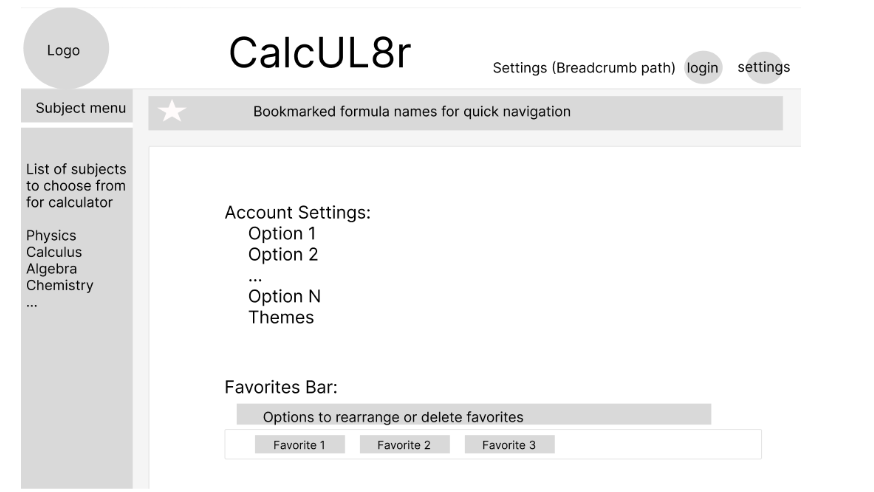 Logo
CalcUL8r
Settings (Breadcrumb path)
login
settings
Subject menu
Bookmarked formula names for quick navigation
List of subjects
to choose from
for calculator
Physics
Calculus
Algebra
Chemistry
...
Account Settings:
Option 1
Option 2
...
Option N
Themes
Favorites Bar:
Options to rearrange or delete favorites
Favorite 1
Favorite 2
Favorite 3